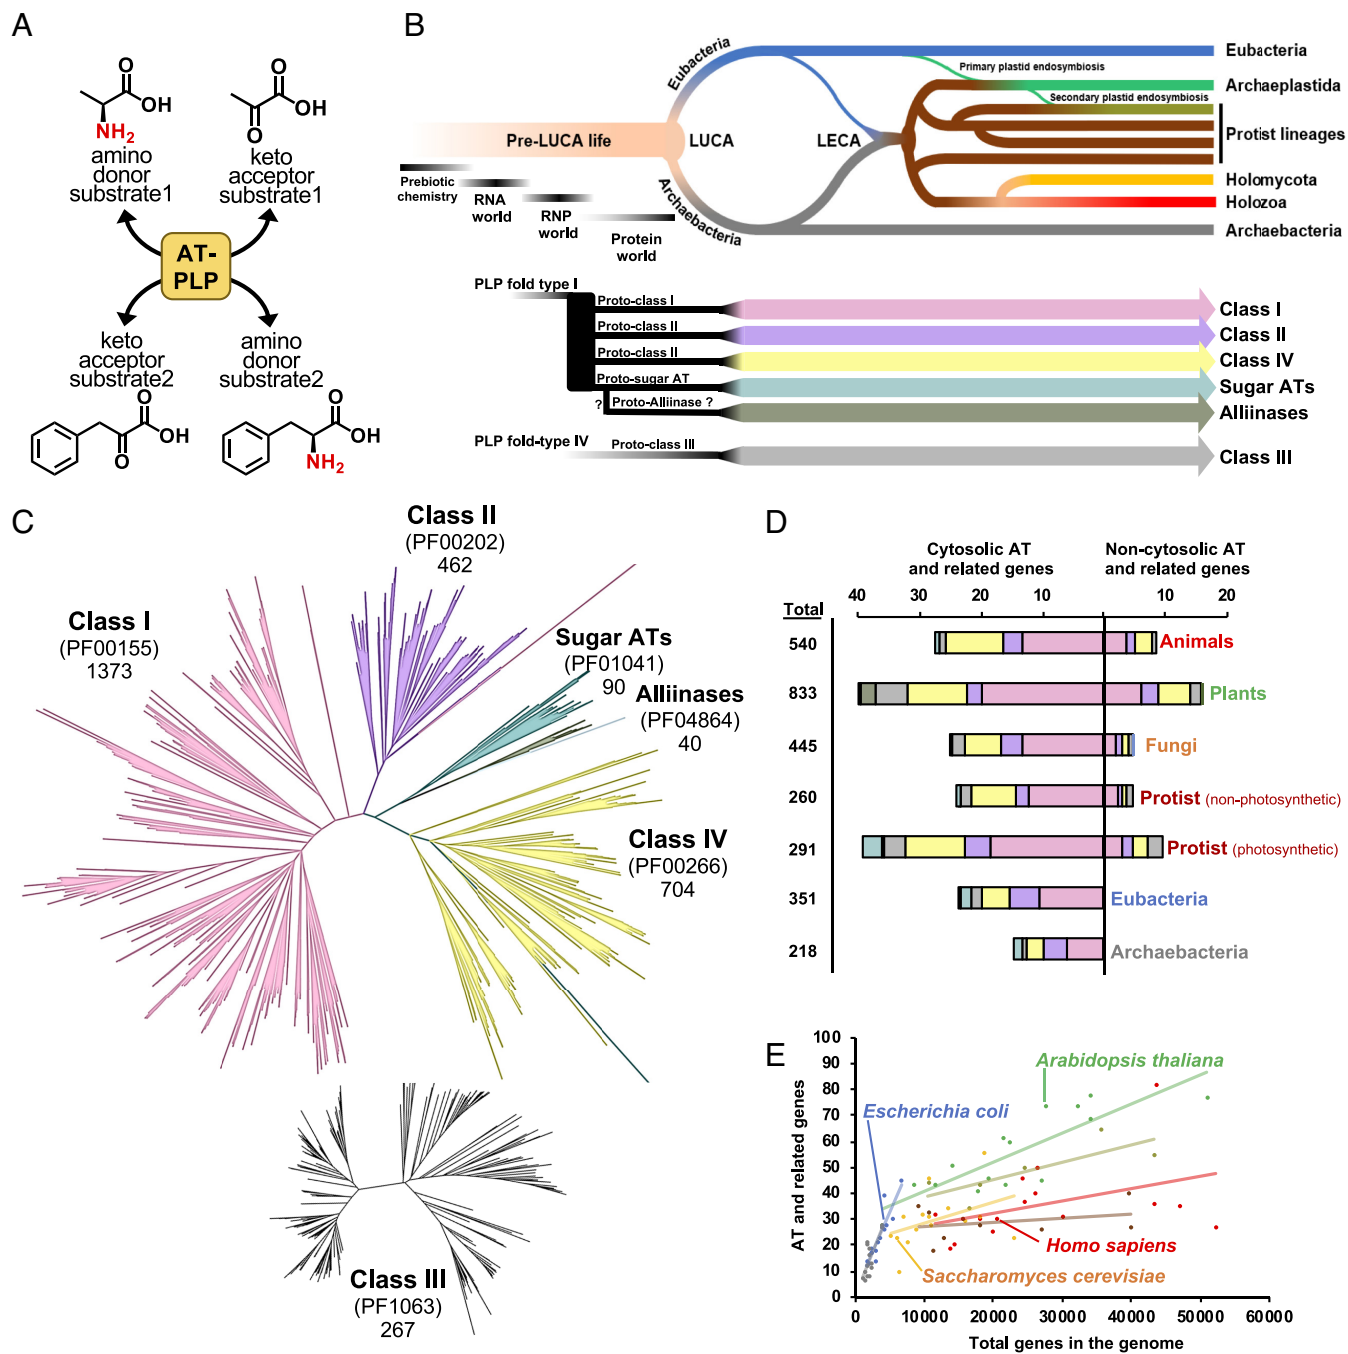 A
O
OH
NH2
amino
donor
substrate1
O
OH
O
keto
acceptor
substrate1
AT-
PLP
keto
acceptor
substrate2
O
OH
O
amino
donor
substrate2
O
OH
NH2
B
Eubacteria
Archaebacteria
Pre-LUCA life
LUCA
LECA
Prebiotic
chemistry
RNA
world
RNP
world
Protein
world
Primary plastid endosymbiosis
Secondary plastid endosymbiosis
Eubacteria
Archaeplastida
Protist lineages
Holomycota
Holozoa
Archaebacteria
PLP fold type I
Proto-class I
Proto-class II
Proto-class II
Proto-sugar AT
?
Proto-Alliinase ?
PLP fold-type IV
Proto-class III
Class I
Class II
Class IV
Sugar ATs
Alliinases
Class III
C
Class II
(PF00202)
462
Class I
(PF00155)
1373
Sugar ATs
(PF01041)
90
Alliinases
(PF04864)
40
Class IV
(PF00266)
704
Class III
(PF1063)
267
D
Cytosolic AT
and related genes
Non-cytosolic AT
and related genes
Total
40 30 20 10 10 20
540 Animals
833 Plants
445 Fungi
260 Protist (non-photosynthetic)
291 Protist (photosynthetic)
351 Eubacteria
218 Archaebacteria
E
AT and related genes
100
90
80
70
60
50
40
30
20
10
0
Arabidopsis thaliana
Escherichia coli
Homo sapiens
Saccharomyces cerevisiae
0 10000 20000 30000 40000 50000 60000
Total genes in the genome